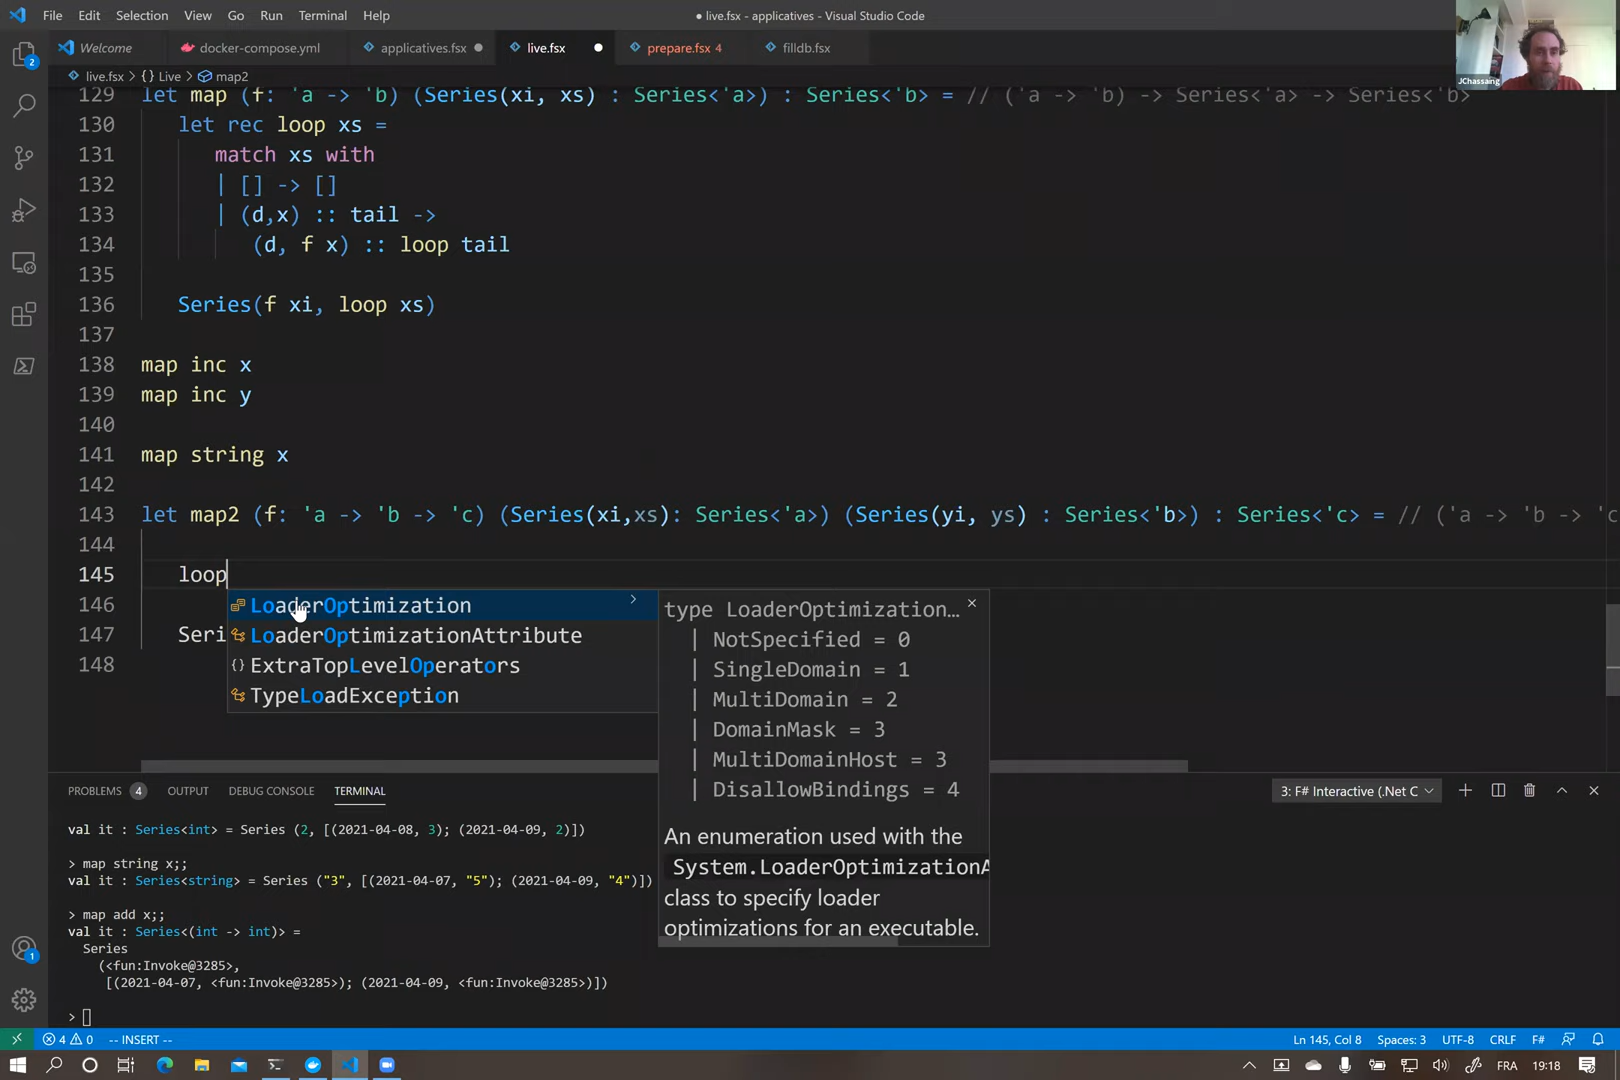 File Edit Selection View Go Run Terminal Help
● live.fsx - applicatives - Visual Studio Code
JChassaing
Welcome
docker-compose.yml
applicatives.fsx
live.fsx
prepare.fsx 4
filldb.fsx
live.fsx > {} Live > map2
129 let map (f: 'a -> 'b) (Series(xi, xs) : Series<'a>) : Series<'b> = // ('a -> 'b) -> Series<'a> -> Series<'b>
130 let rec loop xs =
131 match xs with
132 | [] -> []
133 | (d,x) :: tail ->
134 (d, f x) :: loop tail
135
136 Series(f xi, loop xs)
137
138 map inc x
139 map inc y
140
141 map string x
142
143 let map2 (f: 'a -> 'b -> 'c) (Series(xi,xs): Series<'a>) (Series(yi, ys) : Series<'b>) : Series<'c> = // ('a -> 'b -> 'c
144
145 loop
146
147 Seri
148
LoaderOptimization
LoaderOptimizationAttribute
ExtraTopLevelOperators
TypeLoadException
type LoaderOptimization…
| NotSpecified = 0
| SingleDomain = 1
| MultiDomain = 2
| DomainMask = 3
| MultiDomainHost = 3
| DisallowBindings = 4
An enumeration used with the
System.LoaderOptimizationA
class to specify loader
optimizations for an executable.
PROBLEMS 4 OUTPUT DEBUG CONSOLE TERMINAL
3: F# Interactive (.Net C
val it : Series<int> = Series (2, [(2021-04-08, 3); (2021-04-09, 2)])
> map string x;;
val it : Series<string> = Series ("3", [(2021-04-07, "5"); (2021-04-09, "4")])
> map add x;;
val it : Series<(int -> int)> =
Series
(<fun:Invoke@3285>,
[(2021-04-07, <fun:Invoke@3285>); (2021-04-09, <fun:Invoke@3285>)])
>
2
1
4 0 -- INSERT --
Ln 145, Col 8 Spaces: 3 UTF-8 CRLF F#
FRA 19:18